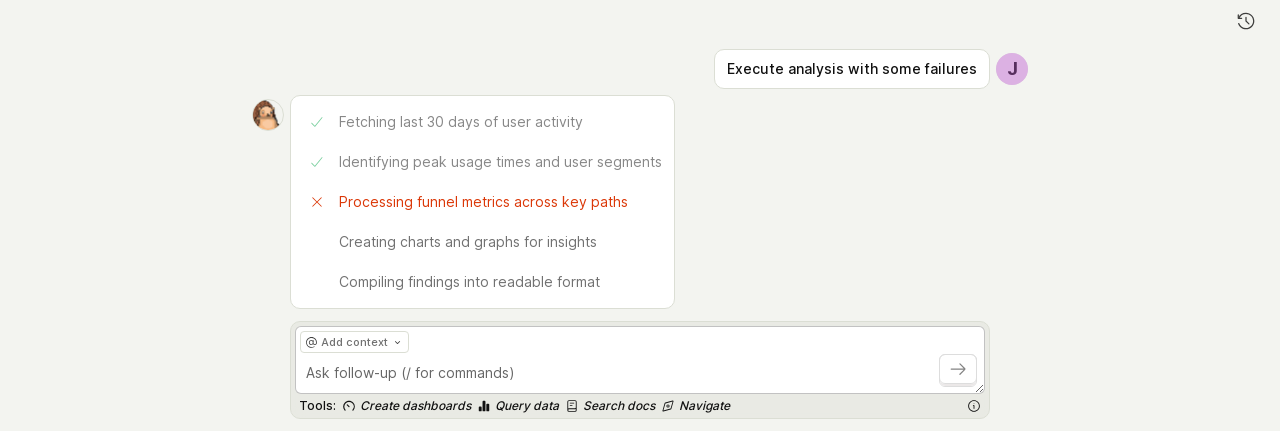 Execute analysis with some failures
J
Fetching last 30 days of user activity
Identifying peak usage times and user segments
Processing funnel metrics across key paths
Creating charts and graphs for insights
Compiling findings into readable format
@ Add context
Ask follow-up (/ for commands)
Tools: Create dashboards Query data Search docs Navigate